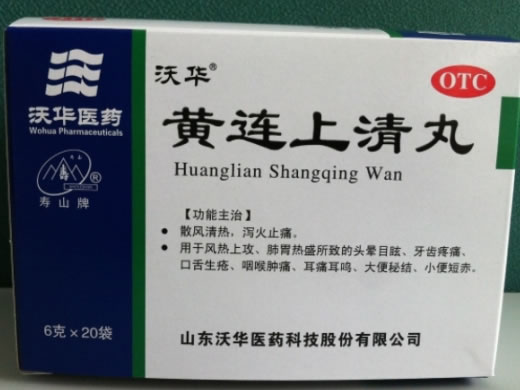 沃华医药
Wohua Pharmaceuticals
寿山牌
6克×20袋
沃华®
OTC
黄连上清丸
Huanglian Shangqing Wan
【功能主治】
● 散风清热，泻火止痛。
● 用于风热上攻、肺胃热盛所致的头晕目眩、牙齿疼痛、
口舌生疮、咽喉肿痛、耳痛耳鸣、大便秘结、小便短赤。
山东沃华医药科技股份有限公司